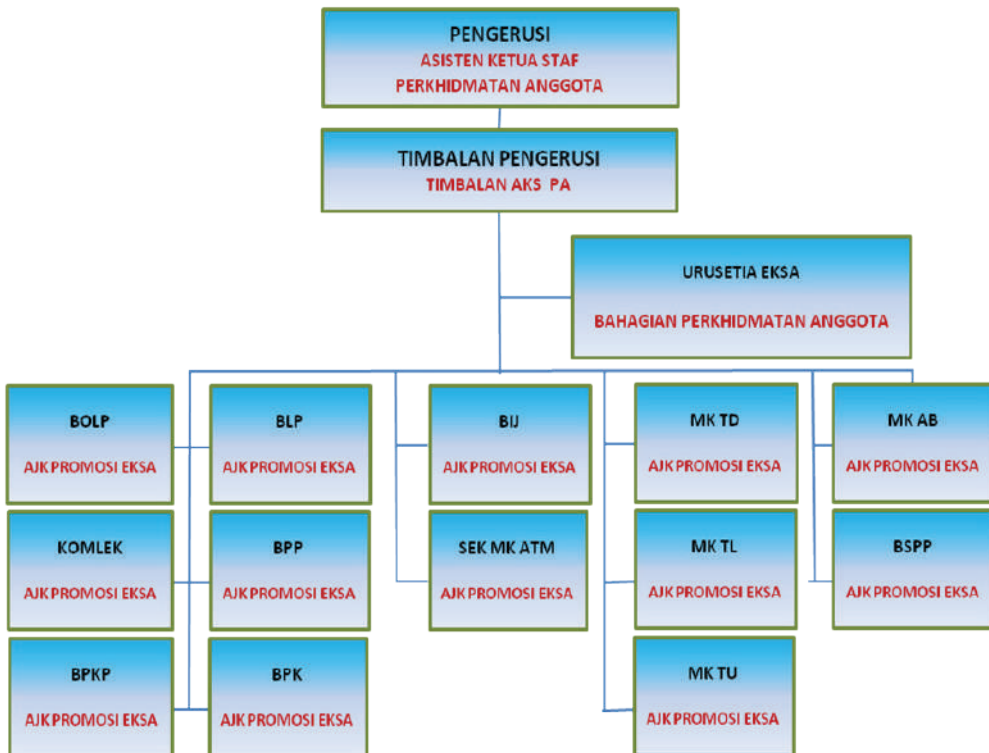 PENGERUSI
ASISTEN KETUA STAF
PERKHIDMATAN ANGGOTA
TIMBALAN PENGERUSI
TIMBALAN AKS PA
URUSETIA EKSA
BAHAGIAN PERKHIDMATAN ANGGOTA
BOLP
AJK PROMOSI EKSA
BLP
AJK PROMOSI EKSA
BIJ
AJK PROMOSI EKSA
MK TD
AJK PROMOSI EKSA
MK AB
AJK PROMOSI EKSA
KOMLEK
AJK PROMOSI EKSA
BPP
AJK PROMOSI EKSA
SEK MK ATM
AJK PROMOSI EKSA
MK TL
AJK PROMOSI EKSA
BSPP
AJK PROMOSI EKSA
BPKP
AJK PROMOSI EKSA
BPK
AJK PROMOSI EKSA
MK TU
AJK PROMOSI EKSA